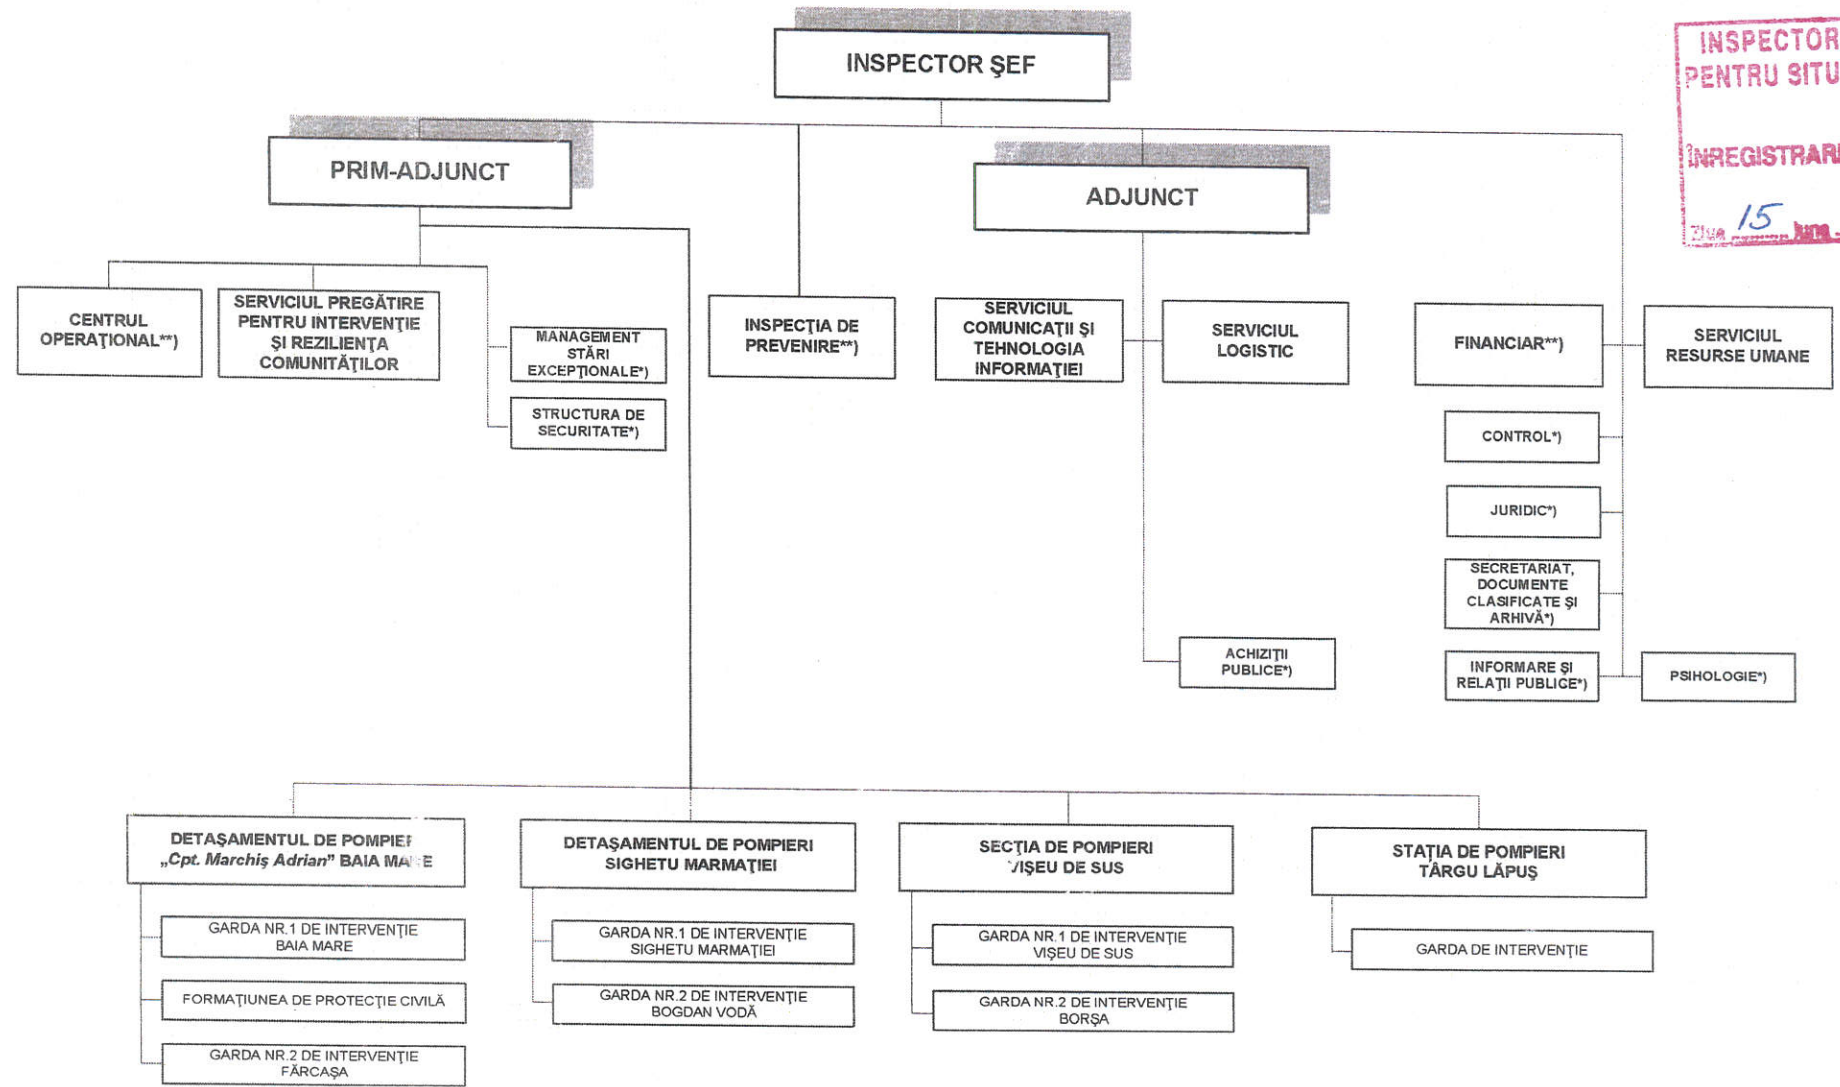 INSPECTOR ŞEF
INSPECTOR
PENTRU SITU
ÎNREGISTRAR
Ziua 15 luna
PRIM-ADJUNCT
ADJUNCT
CENTRUL
OPERAŢIONAL**)
SERVICIUL PREGĂTIRE
PENTRU INTERVENŢIE
ŞI REZILIENŢA
COMUNITĂŢILOR
MANAGEMENT
STĂRI
EXCEPŢIONALE*)
STRUCTURA DE
SECURITATE*)
INSPECŢIA DE
PREVENIRE**)
SERVICIUL
COMUNICAŢII ŞI
TEHNOLOGIA
INFORMAŢIEI
SERVICIUL
LOGISTIC
FINANCIAR**)
SERVICIUL
RESURSE UMANE
CONTROL*)
JURIDIC*)
SECRETARIAT,
DOCUMENTE
CLASIFICATE ŞI
ARHIVĂ*)
ACHIZIŢII
PUBLICE*)
INFORMARE ŞI
RELAŢII PUBLICE*)
PSIHOLOGIE*)
DETAŞAMENTUL DE POMPIE
„Cpt. Marchiş Adrian” BAIA MARE
GARDA NR.1 DE INTERVENŢIE
BAIA MARE
FORMAŢIUNEA DE PROTECŢIE CIVILĂ
GARDA NR.2 DE INTERVENŢIE
FĂRCAŞA
DETAŞAMENTUL DE POMPIERI
SIGHETU MARMAŢIEI
GARDA NR.1 DE INTERVENŢIE
SIGHETU MARMAŢIEI
GARDA NR.2 DE INTERVENŢIE
BOGDAN VODĂ
SECŢIA DE POMPIERI
VIŞEU DE SUS
GARDA NR.1 DE INTERVENŢIE
VIŞEU DE SUS
GARDA NR.2 DE INTERVENŢIE
BORŞA
STAŢIA DE POMPIERI
TÂRGU LĂPUŞ
GARDA DE INTERVENŢIE